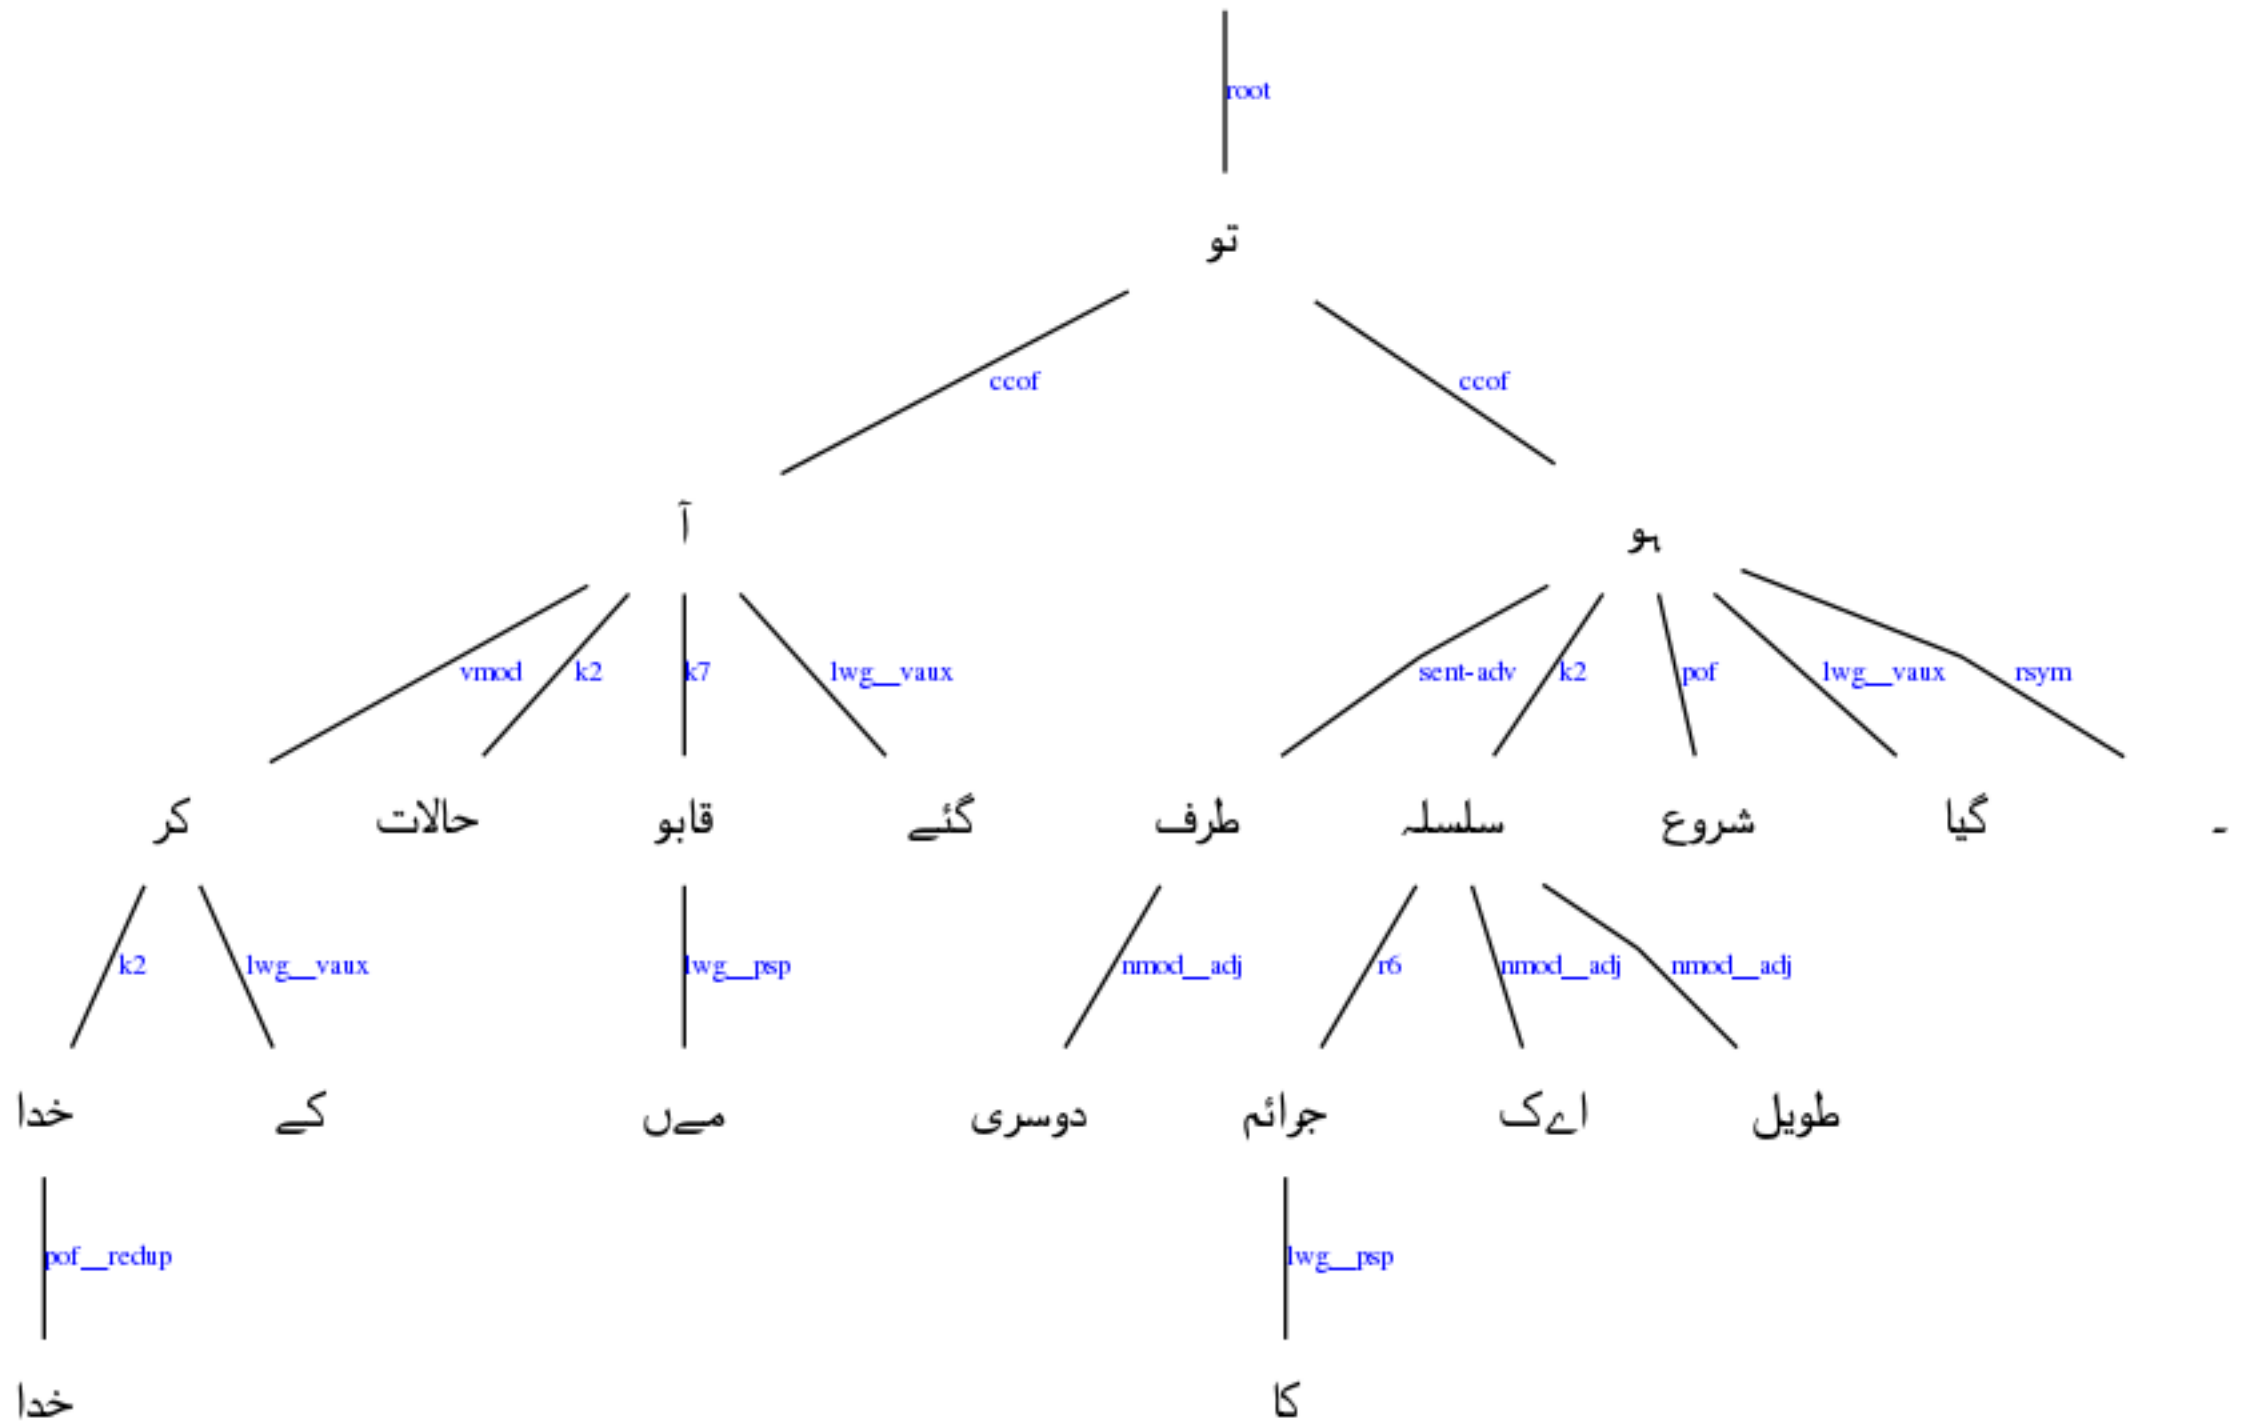 root
تو
ccof ccof
آ ہو
vmod k2 k7 lwg__vaux sent-adv k2 pof lwg__vaux rsym
کر حالات قابو گئے طرف سلسلہ شروع گیا ۔
k2 lwg__vaux lwg__psp nmod__adj r6 nmod__adj nmod__adj
خدا کے مےں دوسری جرائم اےک طویل
pof__redup lwg__psp
خدا کا